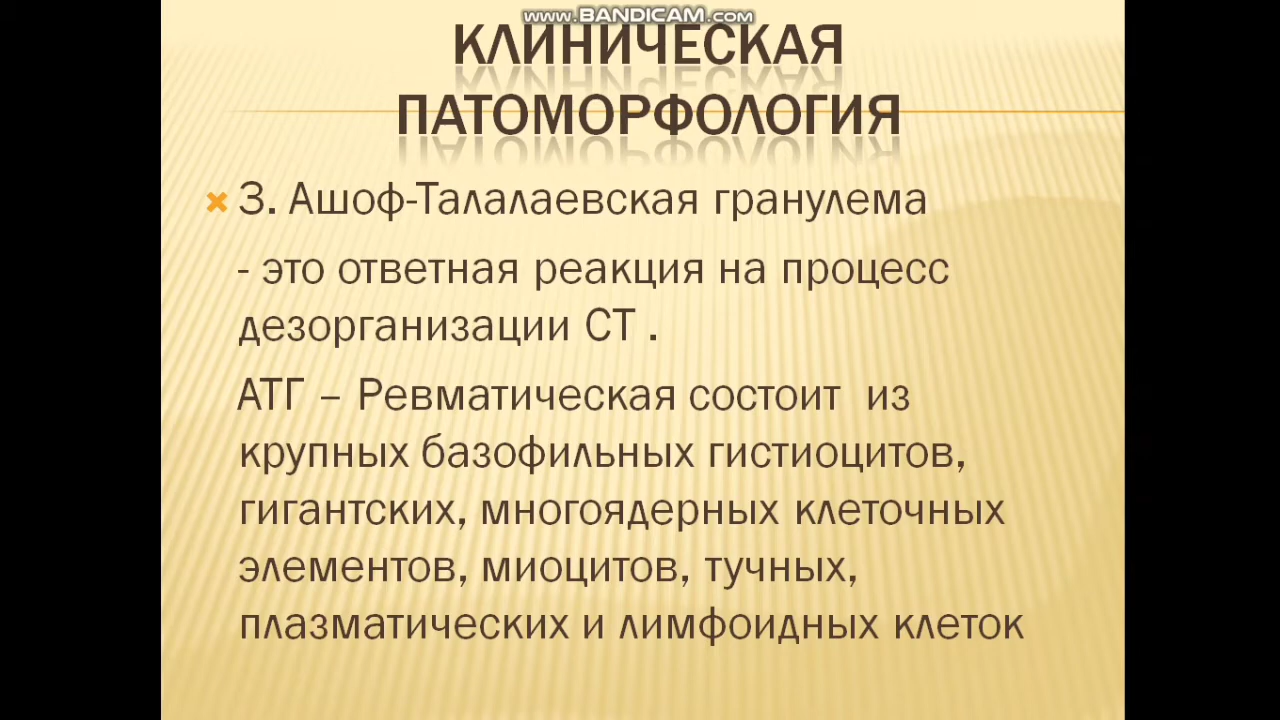 www.BANDICAM.com
КЛИНИЧЕСКАЯ
ПАТОМОРФОЛОГИЯ
3. Ашоф-Талалаевская гранулема
- это ответная реакция на процесс
дезорганизации СТ .
АТГ – Ревматическая состоит из
крупных базофильных гистиоцитов,
гигантских, многоядерных клеточных
элементов, миоцитов, тучных,
плазматических и лимфоидных клеток